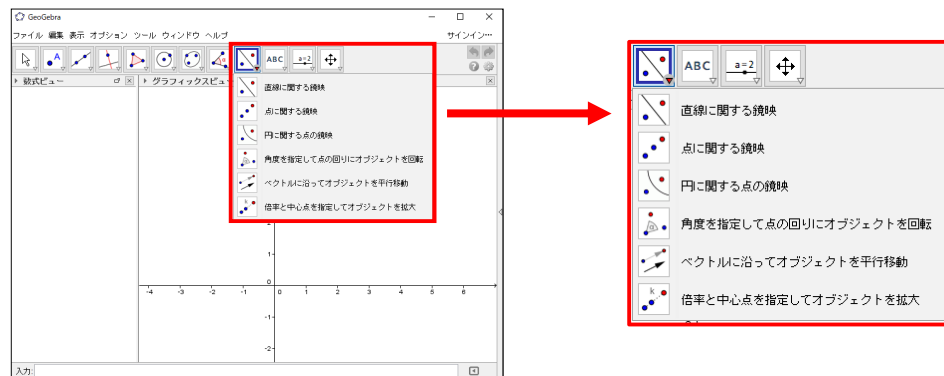 GeoGebra
ファイル 編集 表示 オプション ツール ウィンドウ ヘルプ
サインイン…
ABC
a=2
数式ビュー
グラフィックスビュー
直線に関する鏡映
点に関する鏡映
円に関する点の鏡映
角度を指定して点の回りにオブジェクトを回転
ベクトルに沿ってオブジェクトを平行移動
倍率と中心点を指定してオブジェクトを拡大
1
0
-4 -3 -2 -1 0 1 2 3 4 5 6
-1
-2
入力:
ABC
a=2
直線に関する鏡映
点に関する鏡映
円に関する点の鏡映
角度を指定して点の回りにオブジェクトを回転
ベクトルに沿ってオブジェクトを平行移動
k
倍率と中心点を指定してオブジェクトを拡大